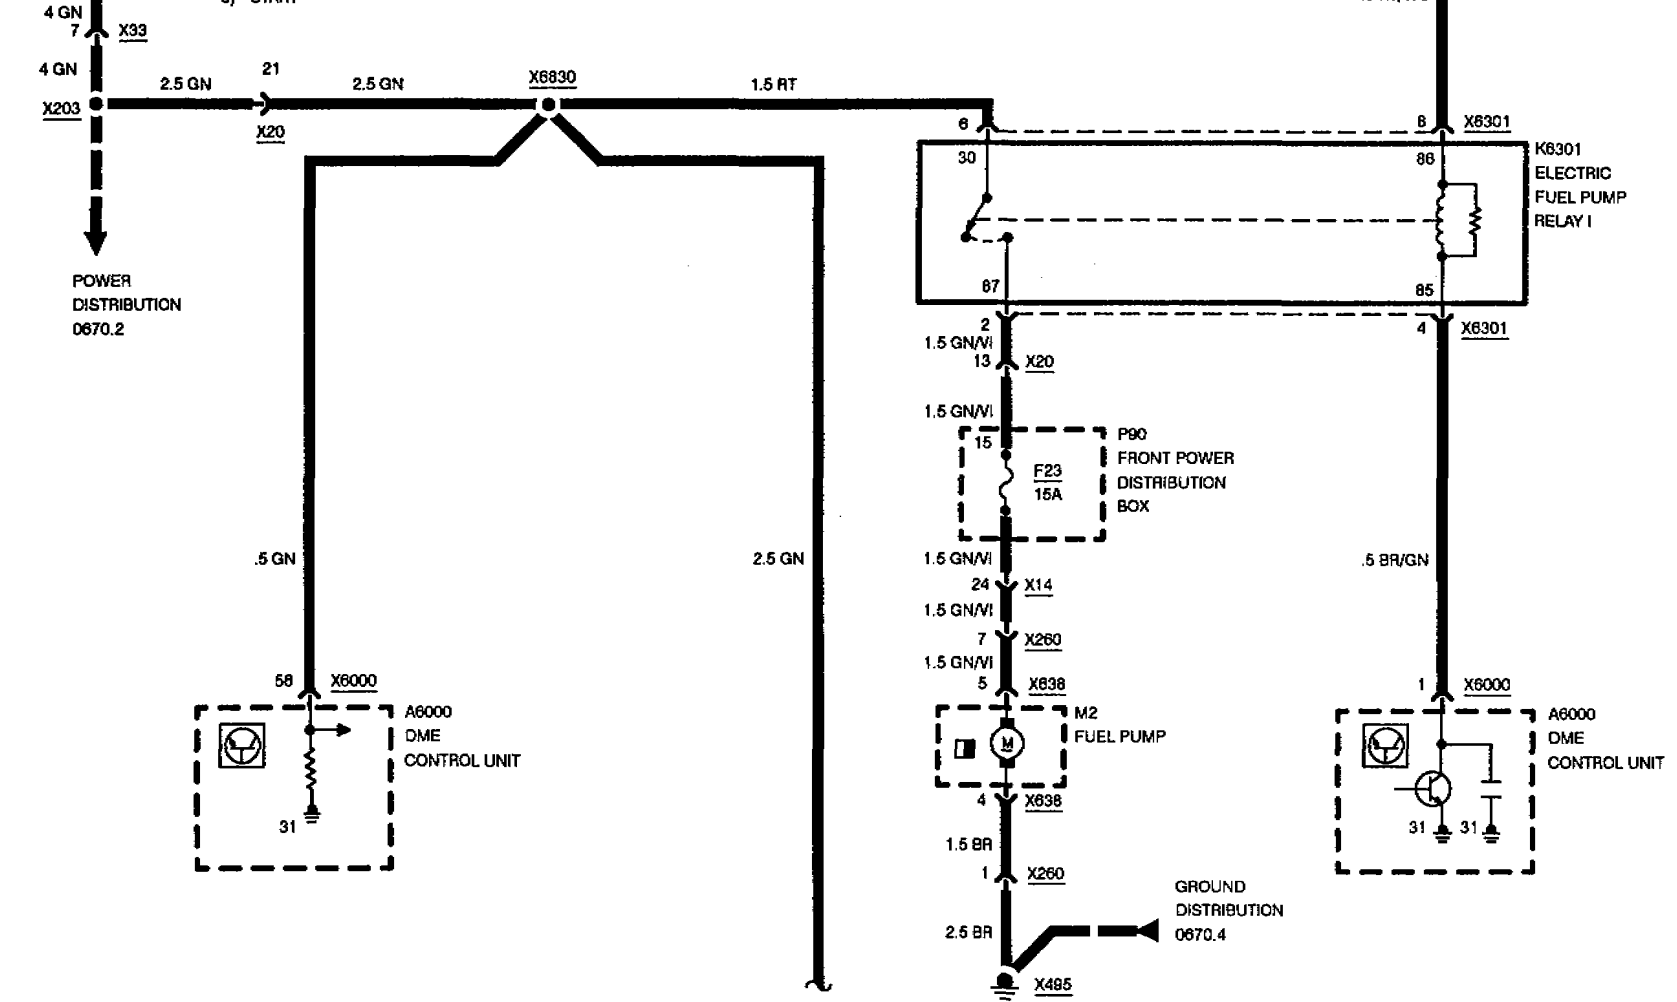 4 GN
7 X33
4 GN
X203
2.5 GN
21
X20
2.5 GN
X6830
1.5 RT
6
8 X6301
30
86
K6301
ELECTRIC
FUEL PUMP
RELAY I
87
85
2
4 X6301
POWER
DISTRIBUTION
0670.2
1.5 GN/VI
13 X20
1.5 GN/VI
15
P90
FRONT POWER
DISTRIBUTION
BOX
F23
15A
.5 GN
2.5 GN
1.5 GN/VI
.5 BR/GN
24 X14
1.5 GN/VI
7 X260
1.5 GN/VI
5 X638
58 X6000
1 X6000
A6000
DME
CONTROL UNIT
31
M2
FUEL PUMP
M
A6000
DME
CONTROL UNIT
31 31
4 X638
1.5 BR
1 X260
2.5 BR
GROUND
DISTRIBUTION
0670.4
X495